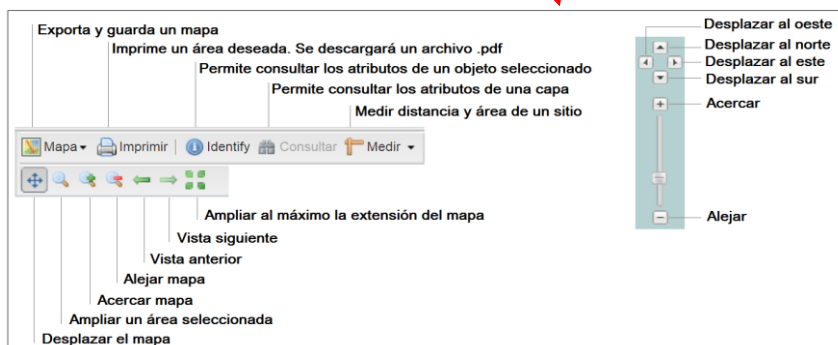 Exporta y guarda un mapa
Imprime un área deseada. Se descargará un archivo .pdf
Permite consultar los atributos de un objeto seleccionado
Permite consultar los atributos de una capa
Medir distancia y área de un sitio
Mapa Imprimir Identify Consultar Medir
Ampliar al máximo la extensión del mapa
Vista siguiente
Vista anterior
Alejar mapa
Acercar mapa
Ampliar un área seleccionada
Desplazar el mapa
Desplazar al oeste
Desplazar al norte
Desplazar al este
Desplazar al sur
Acercar
Alejar